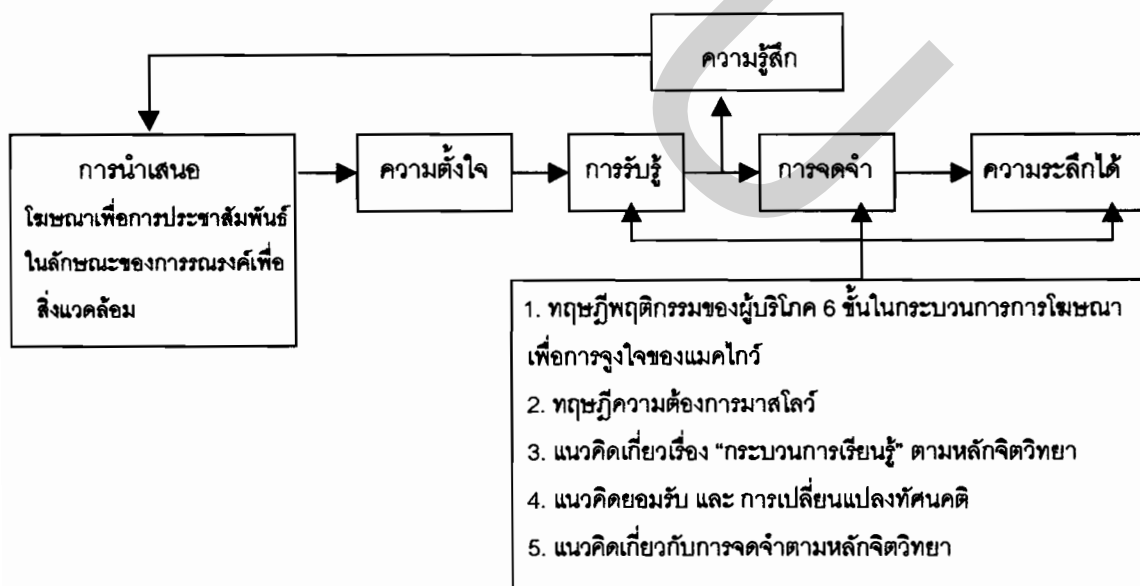 ความรู้สึก
การนำเสนอ
โฆษณาเพื่อการประชาสัมพันธ์
ในลักษณะของการรณรงค์เพื่อ
สิ่งแวดล้อม
ความตั้งใจ
การรับรู้
การจดจำ
ความระลึกได้
1. ทฤษฎีพฤติกรรมของผู้บริโภค 6 ขั้นในกระบวนการการโฆษณา
เพื่อการจูงใจของแมคไกว์
2. ทฤษฎีความต้องการมาสโลว์
3. แนวคิดเกี่ยวเรื่อง “กระบวนการเรียนรู้” ตามหลักจิตวิทยา
4. แนวคิดยอมรับ และ การเปลี่ยนแปลงทัศนคติ
5. แนวคิดเกี่ยวกับการจดจำตามหลักจิตวิทยา